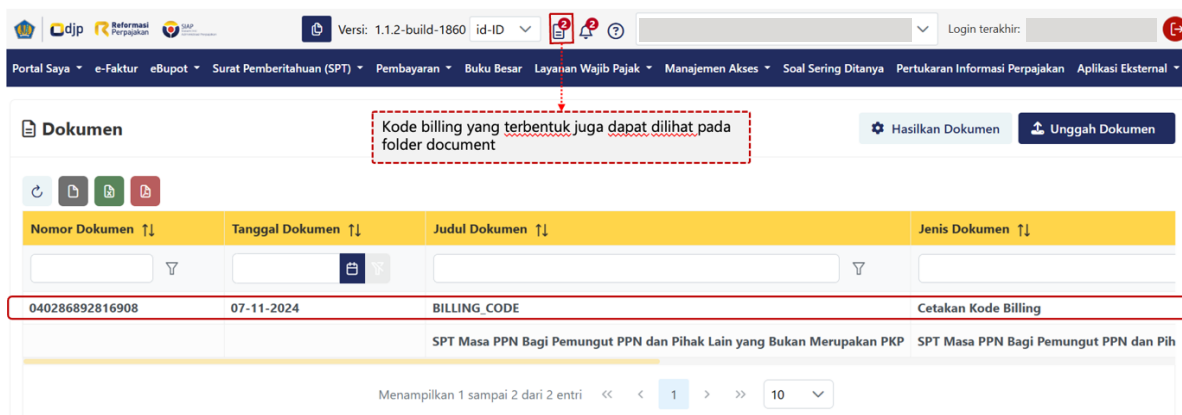 djp Reformasi Perpajakan SIAP Versi: 1.1.2-build-1860 id-ID 2 2 Login terakhir:
Portal Saya e-Faktur eBupot Surat Pemberitahuan (SPT) Pembayaran Buku Besar Layanan Wajib Pajak Manajemen Akses Soal Sering Ditanya Pertukaran Informasi Perpajakan Aplikasi Eksternal
Dokumen
Kode billing yang terbentuk juga dapat dilihat pada
folder document
Hasilkan Dokumen Unggah Dokumen
Nomor Dokumen Tanggal Dokumen Judul Dokumen Jenis Dokumen
040286892816908 07-11-2024 BILLING_CODE Cetakan Kode Billing
SPT Masa PPN Bagi Pemungut PPN dan Pihak Lain yang Bukan Merupakan PKP SPT Masa PPN Bagi Pemungut PPN dan Pih
Menampilkan 1 sampai 2 dari 2 entri << < 1 > >> 10